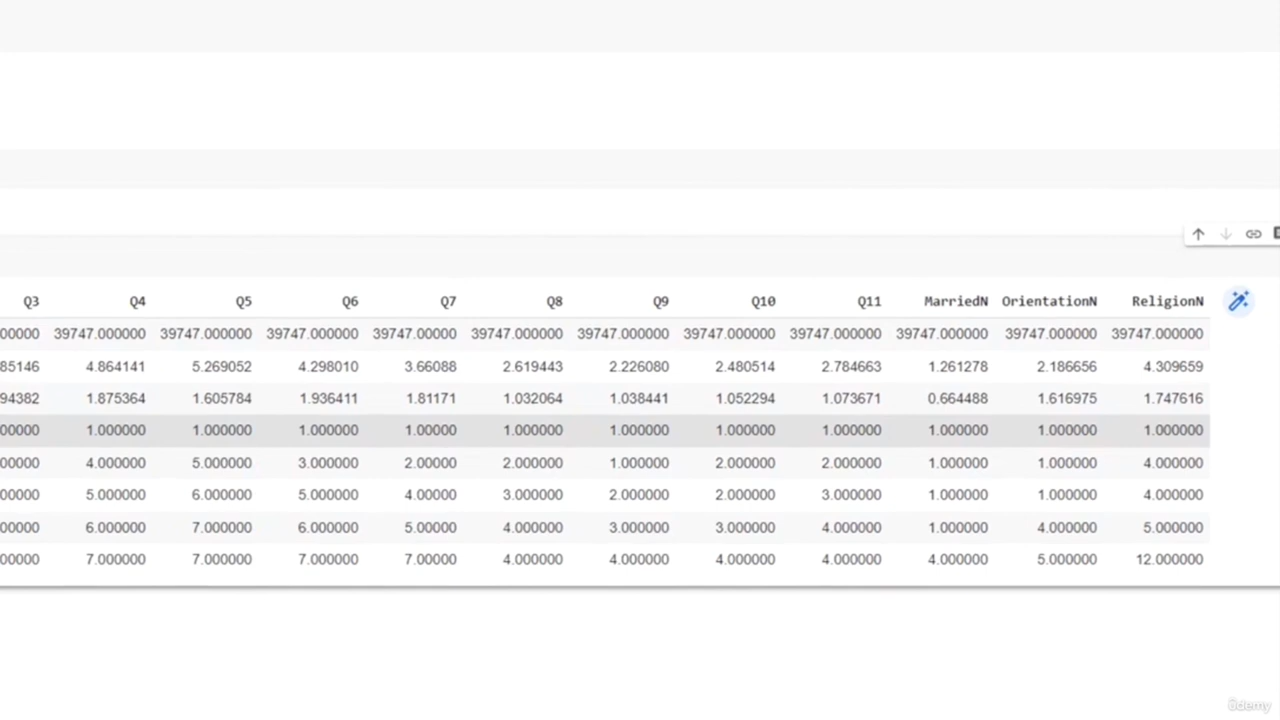 Q3 Q4 Q5 Q6 Q7 Q8 Q9 Q10 Q11 MarriedN OrientationN ReligionN
00000 39747.000000 39747.000000 39747.000000 39747.00000 39747.000000 39747.000000 39747.000000 39747.000000 39747.000000 39747.000000 39747.000000
85146 4.864141 5.269052 4.298010 3.66088 2.619443 2.226080 2.480514 2.784663 1.261278 2.186656 4.309659
94382 1.875364 1.605784 1.936411 1.81171 1.032064 1.038441 1.052294 1.073671 0.664488 1.616975 1.747616
00000 1.000000 1.000000 1.000000 1.00000 1.000000 1.000000 1.000000 1.000000 1.000000 1.000000 1.000000
00000 4.000000 5.000000 3.000000 2.00000 2.000000 1.000000 2.000000 2.000000 1.000000 1.000000 4.000000
00000 5.000000 6.000000 5.000000 4.00000 3.000000 2.000000 2.000000 3.000000 1.000000 1.000000 4.000000
00000 6.000000 7.000000 6.000000 5.00000 4.000000 3.000000 3.000000 4.000000 1.000000 4.000000 5.000000
00000 7.000000 7.000000 7.000000 7.00000 4.000000 4.000000 4.000000 4.000000 4.000000 5.000000 12.000000
ûdemy